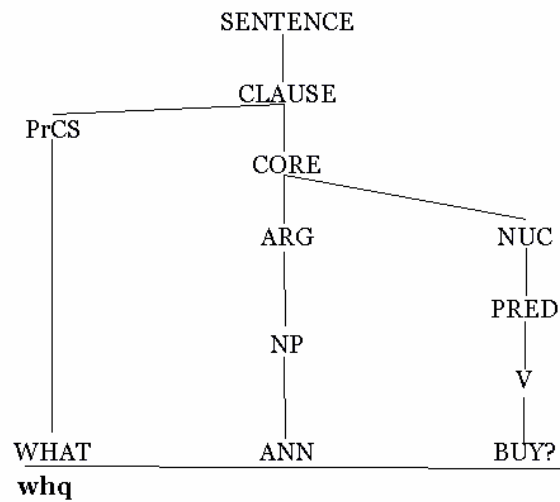 SENTENCE
CLAUSE
PrCS
CORE
ARG NUC
PRED
NP
V
WHAT ANN BUY?
whq